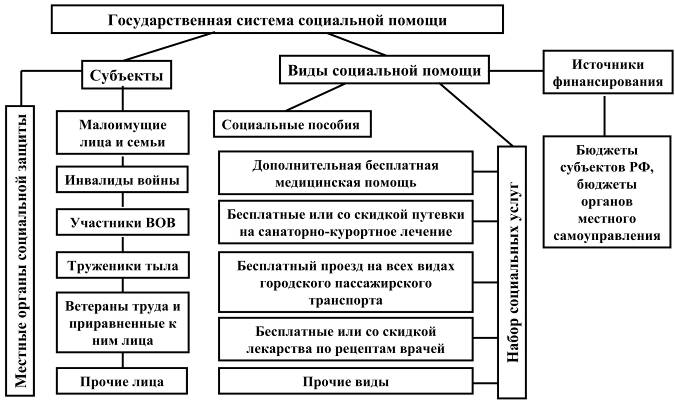 Государственная система социальной помощи
Субъекты
Виды социальной помощи
Источники
финансирования
Местные органы социальной защиты
Малоимущие
лица и семьи
Инвалиды войны
Участники ВОВ
Труженики тыла
Ветераны труда и
приравненные к
ним лица
Прочие лица
Социальные пособия
Дополнительная бесплатная
медицинская помощь
Бесплатные или со скидкой путевки
на санаторно-курортное лечение
Бесплатный проезд на всех видах
городского пассажирского
транспорта
Бесплатные или со скидкой
лекарства по рецептам врачей
Прочие виды
Набор социальных услуг
Бюджеты
субъектов РФ,
бюджеты
органов
местного
самоуправления